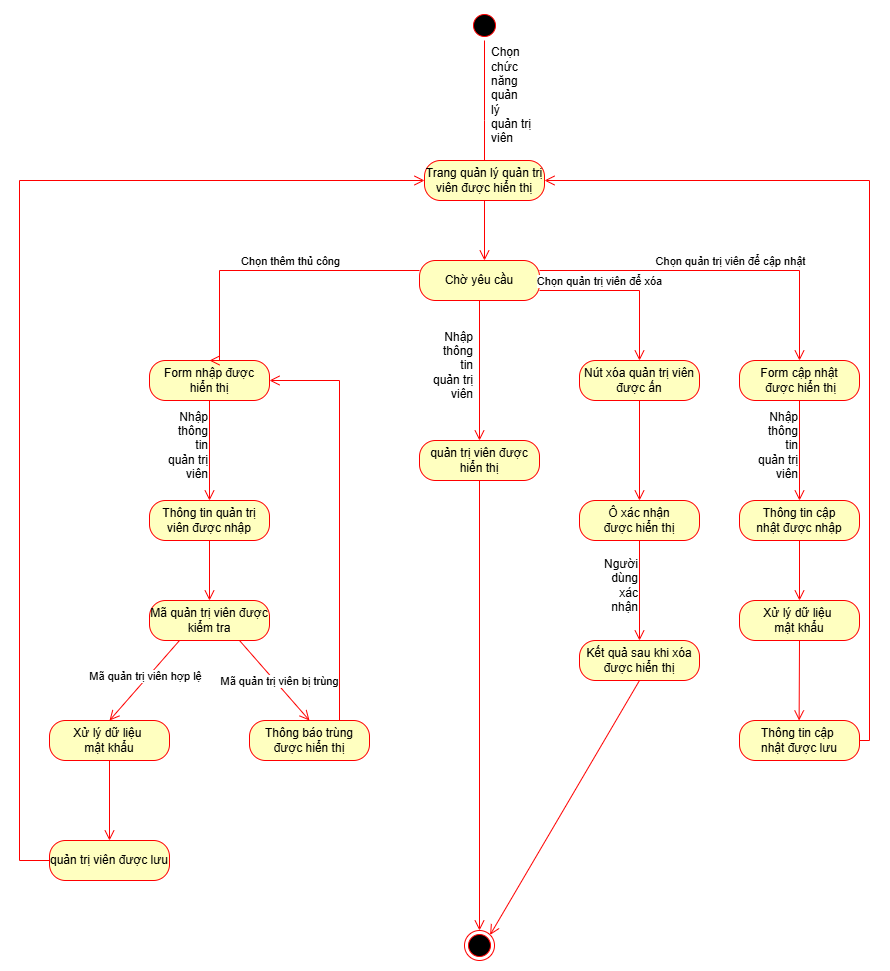 Chọn
chức
năng
quản
lý
quản trị
viên
Trang quản lý quản trị
viên được hiển thị
Chọn thêm thủ công
Chọn quản trị viên để cập nhật
Chờ yêu cầu
Chọn quản trị viên để xóa
Nhập
thông
tin
quản trị
viên
Form nhập được
hiển thị
Nút xóa quản trị viên
được ấn
Form cập nhật
được hiển thị
Nhập
thông
tin
quản trị
viên
quản trị viên được
hiển thị
Nhập
thông
tin
quản trị
viên
Thông tin quản trị
viên được nhập
Ô xác nhận
được hiển thị
Thông tin cập
nhật được nhập
Người
dùng
xác
nhận
Mã quản trị viên được
kiểm tra
Xử lý dữ liệu
mật khẩu
Kết quả sau khi xóa
được hiển thị
Mã quản trị viên hợp lệ
Mã quản trị viên bị trùng
Xử lý dữ liệu
mật khẩu
Thông báo trùng
được hiển thị
Thông tin cập
nhật được lưu
quản trị viên được lưu